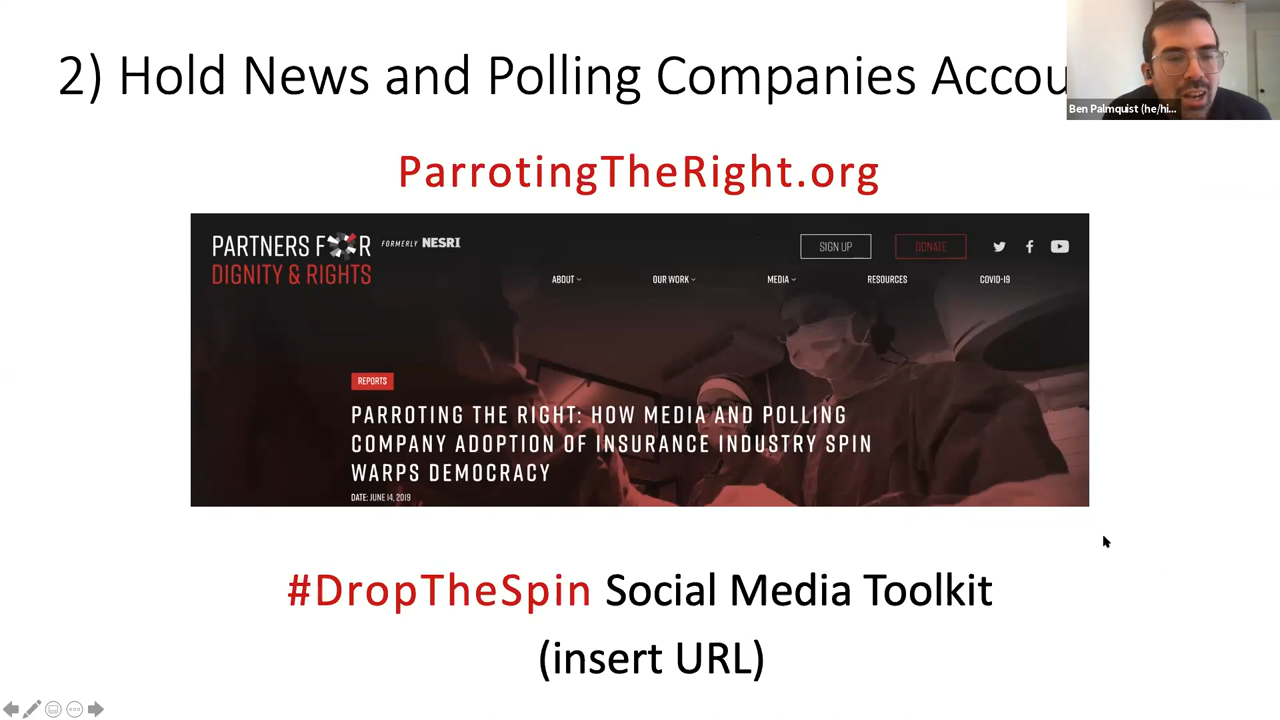 2) Hold News and Polling Companies Accou
Ben Palmquist (he/hi...
ParrotingTheRight.org
PARTNERS FOR
DIGNITY & RIGHTS
FORMERLY NESRI
SIGN UP
DONATE
ABOUT
OUR WORK
MEDIA
RESOURCES
COVID-19
REPORTS
PARROTING THE RIGHT: HOW MEDIA AND POLLING
COMPANY ADOPTION OF INSURANCE INDUSTRY SPIN
WARPS DEMOCRACY
DATE: JUNE 14, 2019
#DropTheSpin Social Media Toolkit
(insert URL)